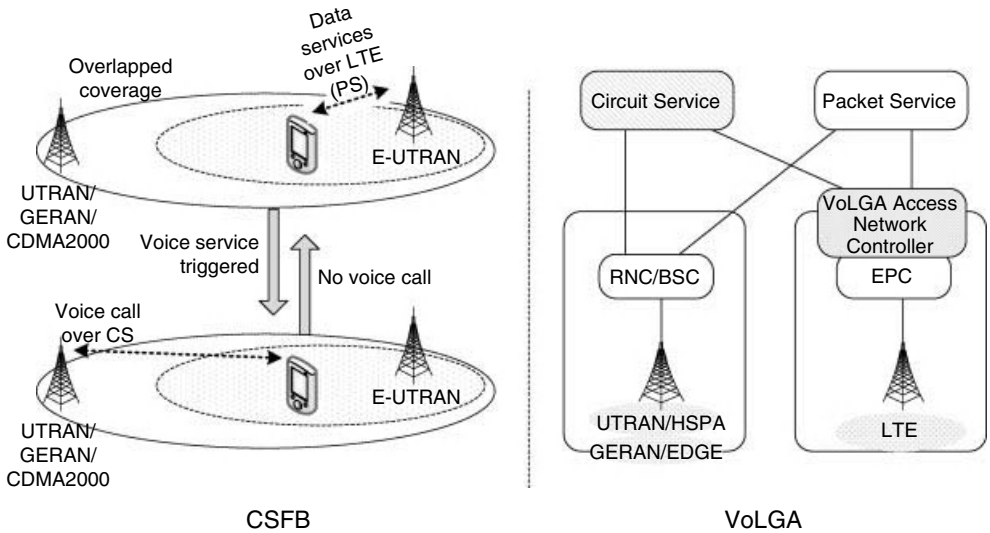 Data
services
over LTE
(PS)
Overlapped
coverage
E-UTRAN
UTRAN/
GERAN/
CDMA2000
Voice service
triggered
No voice call
Voice call
over CS
E-UTRAN
UTRAN/
GERAN/
CDMA2000
CSFB
Circuit Service
Packet Service
VoLGA Access
Network
Controller
RNC/BSC
EPC
UTRAN/HSPA
GERAN/EDGE
LTE
VoLGA